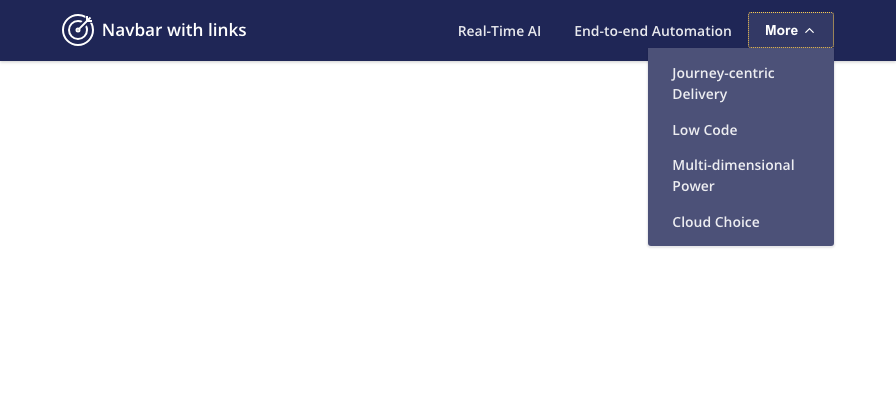 Navbar with links
Real-Time AI
End-to-end Automation
More
Journey-centric
Delivery
Low Code
Multi-dimensional
Power
Cloud Choice